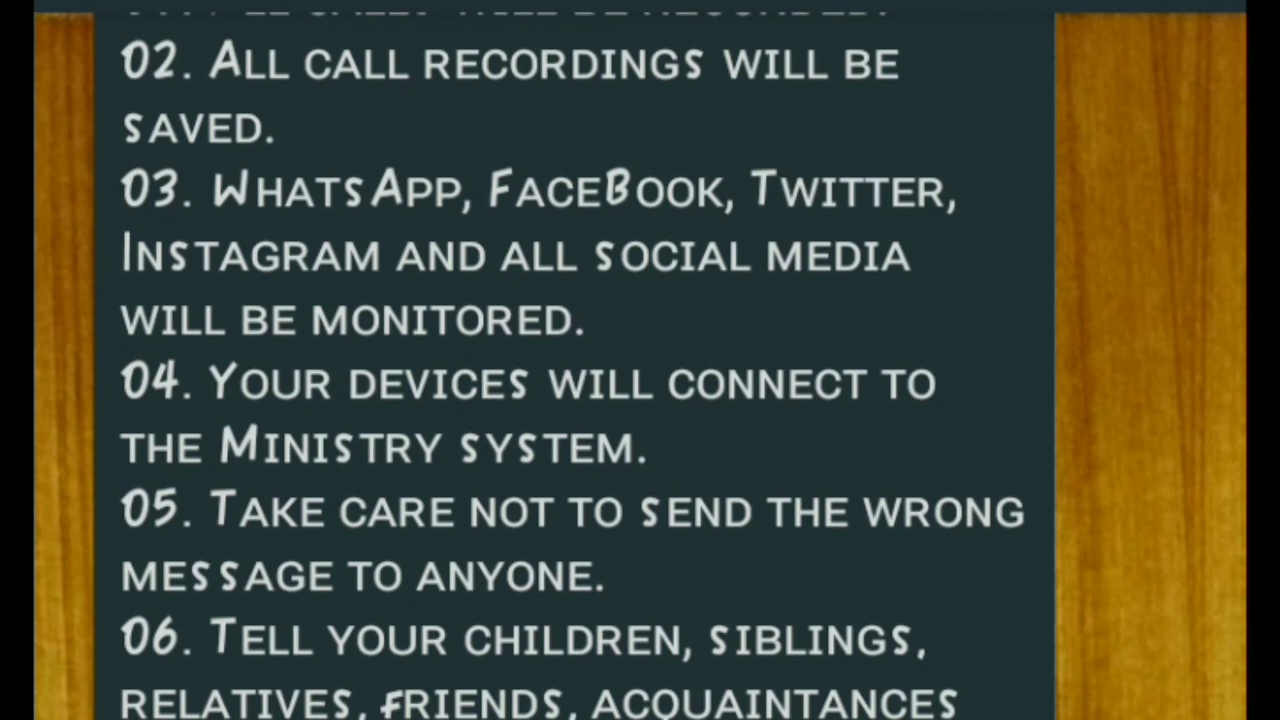 02. All call recordings will be
saved.
03. WhatsApp, FaceBook, Twitter,
Instagram and all social media
will be monitored.
04. Your devices will connect to
the Ministry system.
05. Take care not to send the wrong
message to anyone.
06. Tell your children, siblings,
relatives, friends, acquaintances